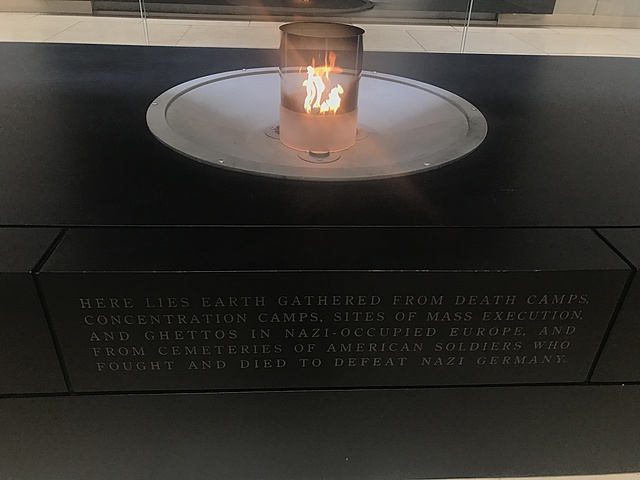 HERE LIES EARTH GATHERED FROM DEATH CAMPS,
CONCENTRATION CAMPS, SITES OF MASS EXECUTION,
AND GHETTOS IN NAZI-OCCUPIED EUROPE, AND
FROM CEMETERIES OF AMERICAN SOLDIERS WHO
FOUGHT AND DIED TO DEFEAT NAZI GERMANY.